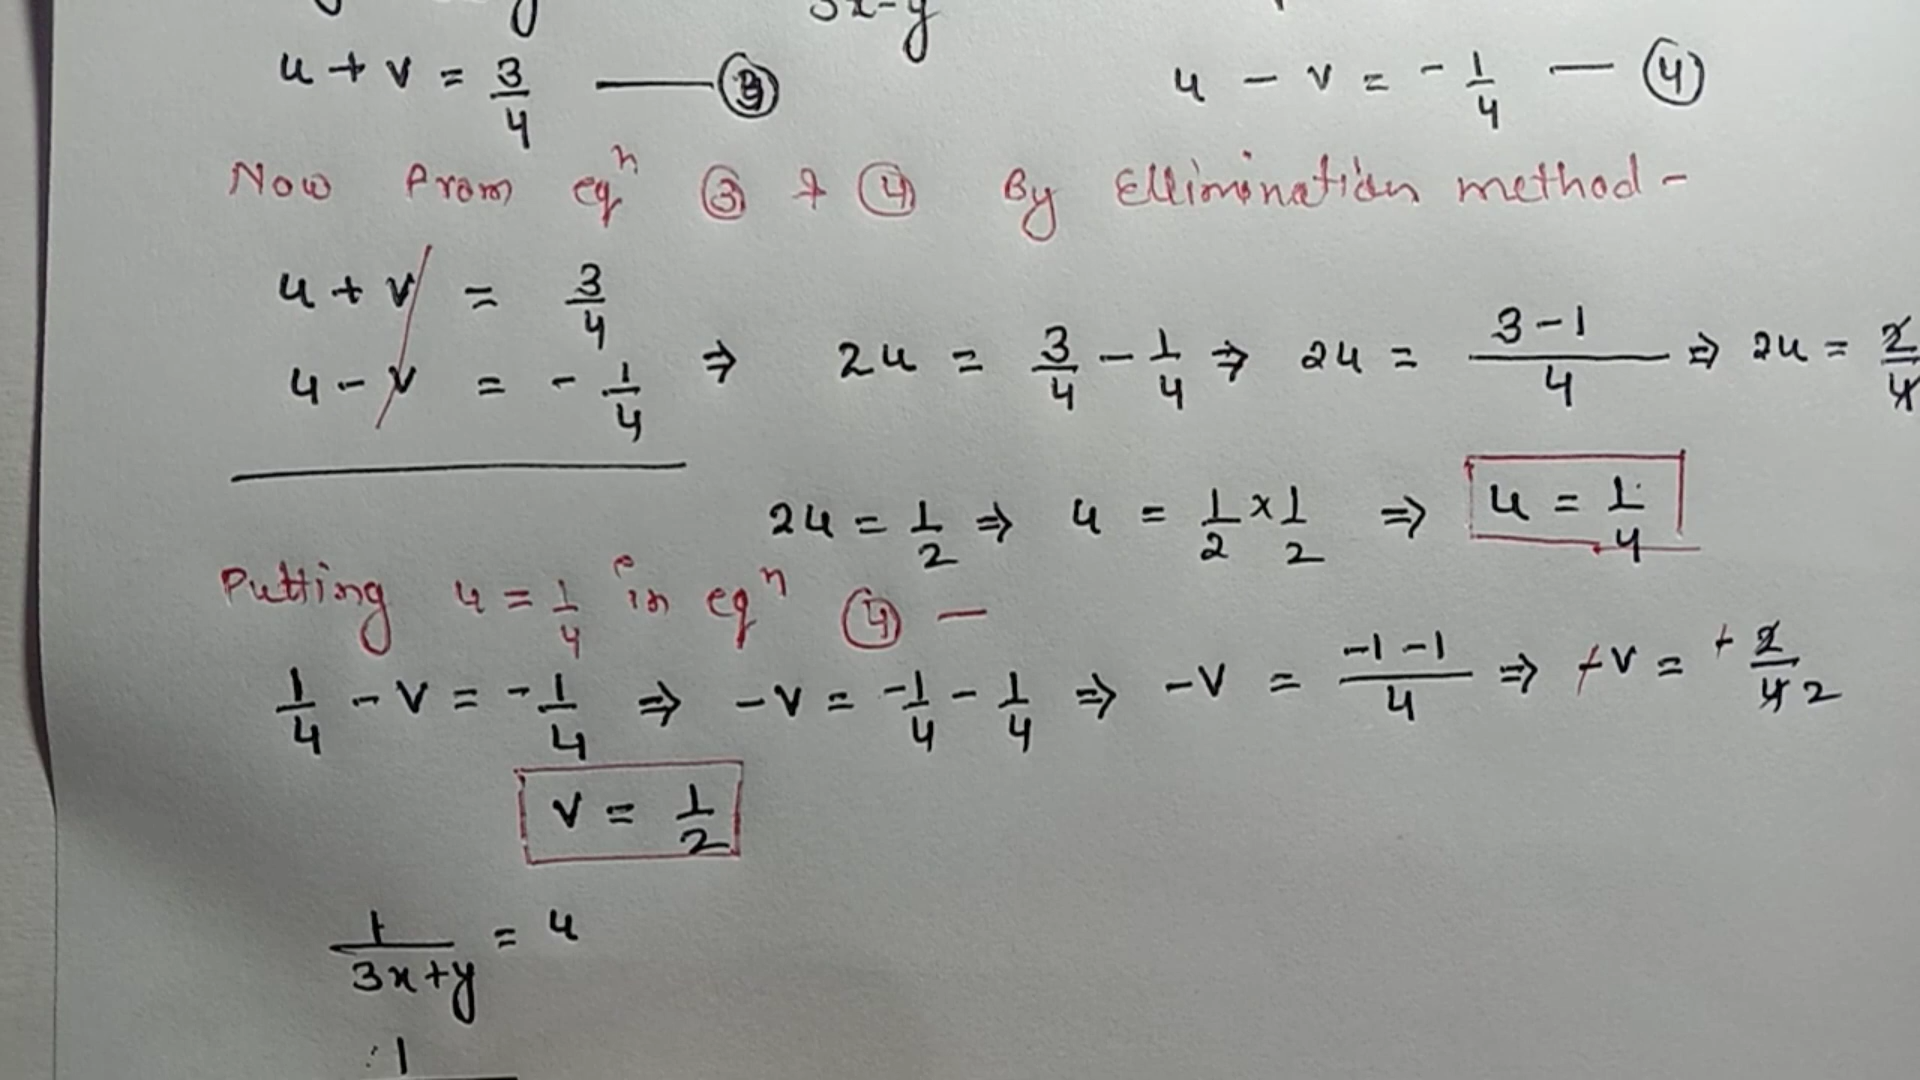 3x-y
u + v = 3/4 —— ③ u - v = - 1/4 — ④
Now From eqⁿ ③ & ④ By Ellimination method -
u + v = 3/4
u - v = - 1/4 ⇒ 2u = 3/4 - 1/4 ⇒ 2u = 3-1/4 ⇒ 2u = 2/4
2u = 1/2 ⇒ u = 1/2 x 1/2 ⇒ u = 1/4
Putting u = 1/4 in eqⁿ ④ —
1/4 - v = - 1/4 ⇒ -v = -1/4 - 1/4 ⇒ -v = -1-1/4 ⇒ +v = + 2/4 2
v = 1/2
1/3x+y = u
1